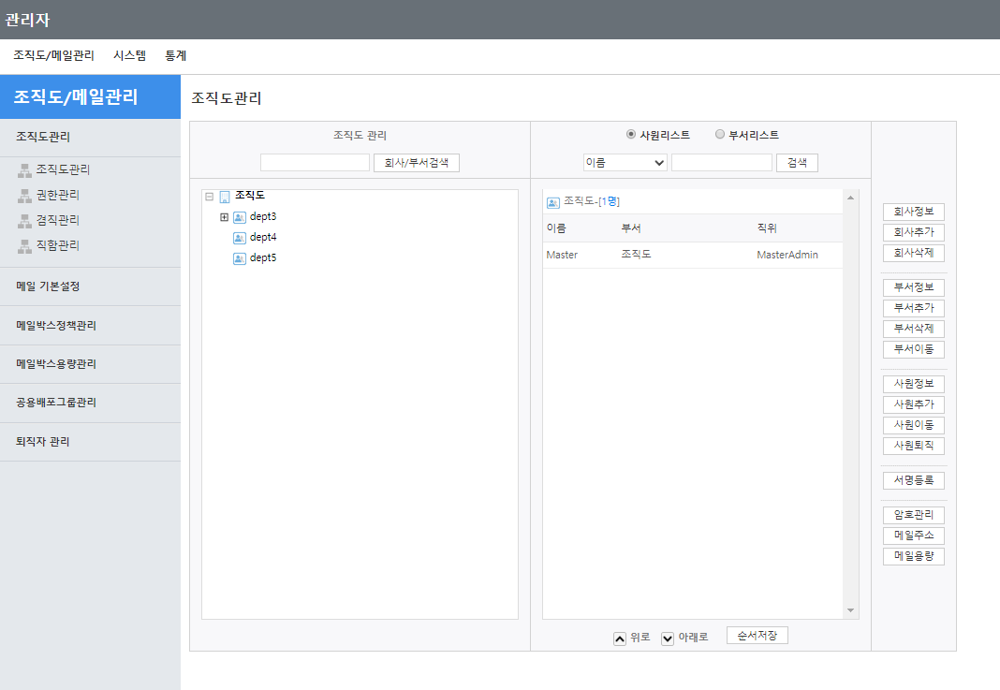 관리자
조직도/메일관리 시스템 통계
조직도/메일관리
조직도관리
조직도관리
권한관리
겸직관리
직함관리
메일 기본설정
메일박스정책관리
메일박스용량관리
공용배포그룹관리
퇴직자 관리
조직도관리
조직도 관리
회사/부서검색
조직도
dept3
dept4
dept5
사원리스트 부서리스트
이름 검색
조직도-[1명]
이름 부서 직위
Master 조직도 MasterAdmin
위로 아래로 순서저장
회사정보
회사추가
회사삭제
부서정보
부서추가
부서삭제
부서이동
사원정보
사원추가
사원이동
사원퇴직
서명등록
암호관리
메일주소
메일용량